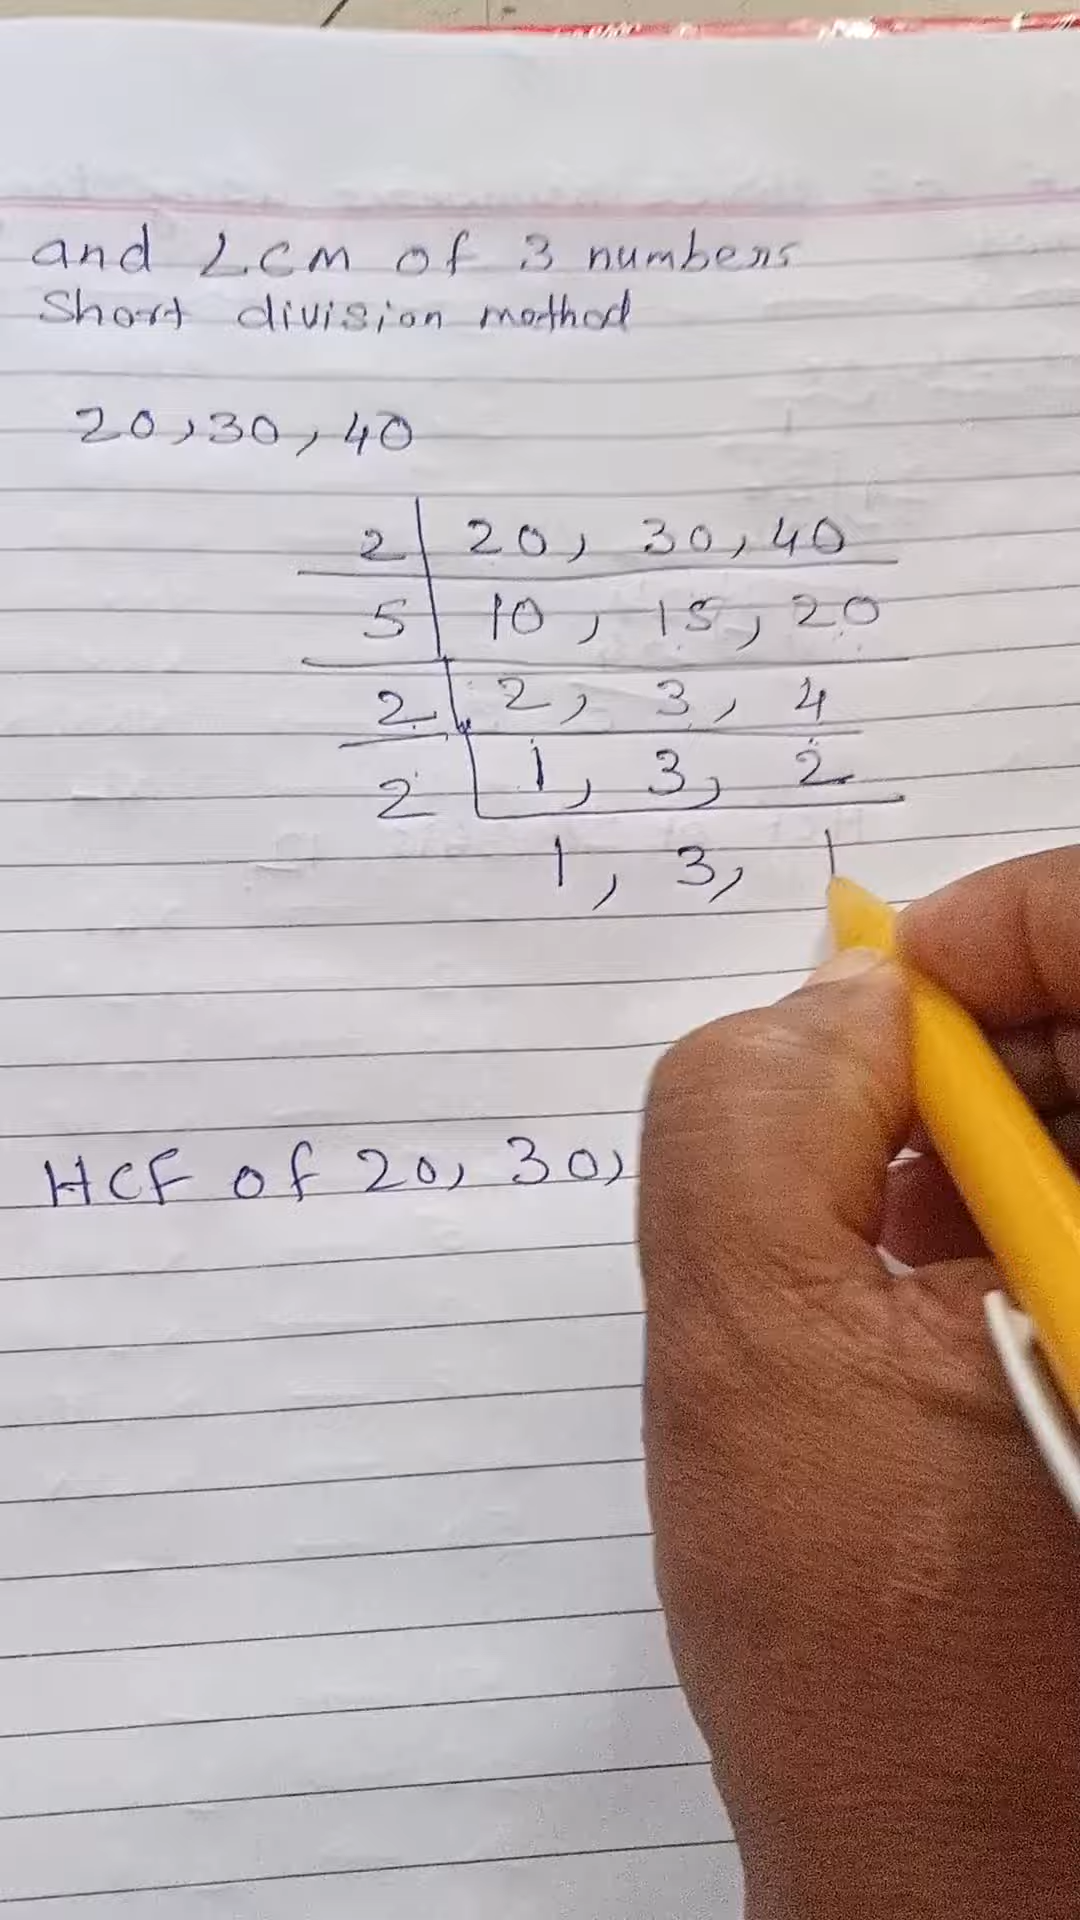 and LCM of 3 numbers
Short division method
20, 30, 40
2 20, 30, 40
5 10, 15, 20
2 2, 3, 4
2 1, 3, 2
1, 3, 1
HCF of 20, 30,